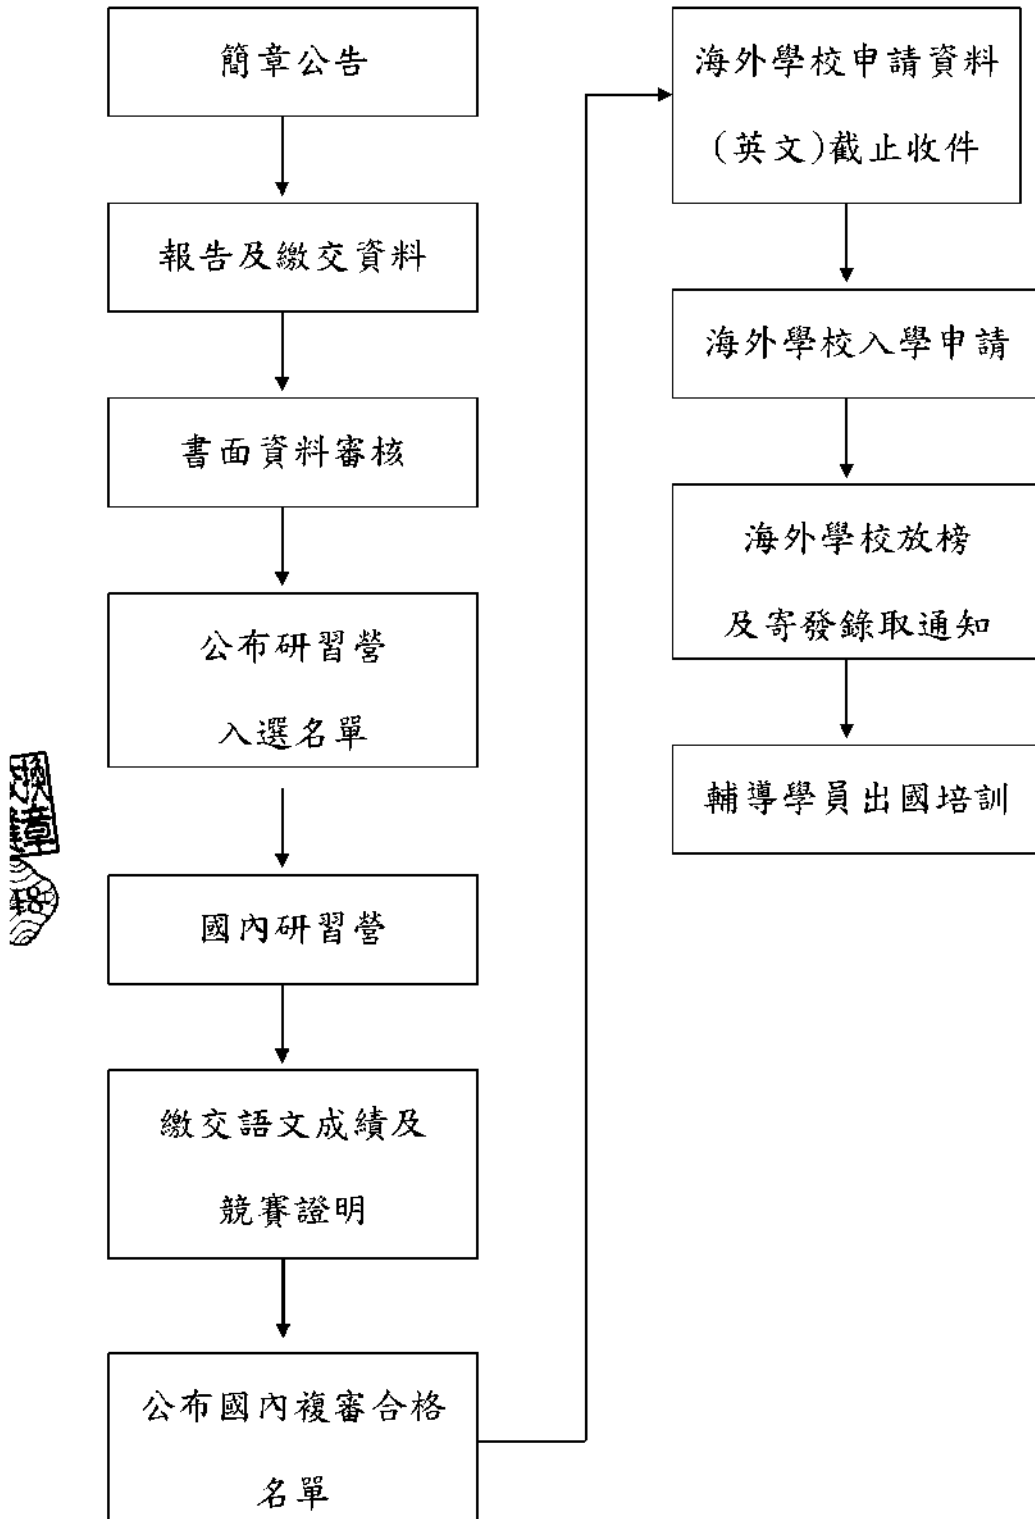 簡章公告
報告及繳交資料
書面資料審核
公布研習營
入選名單
國內研習營
繳交語文成績及
競賽證明
公布國內複審合格
名單
海外學校申請資料
(英文)截止收件
海外學校入學申請
海外學校放榜
及寄發錄取通知
輔導學員出國培訓
章
48